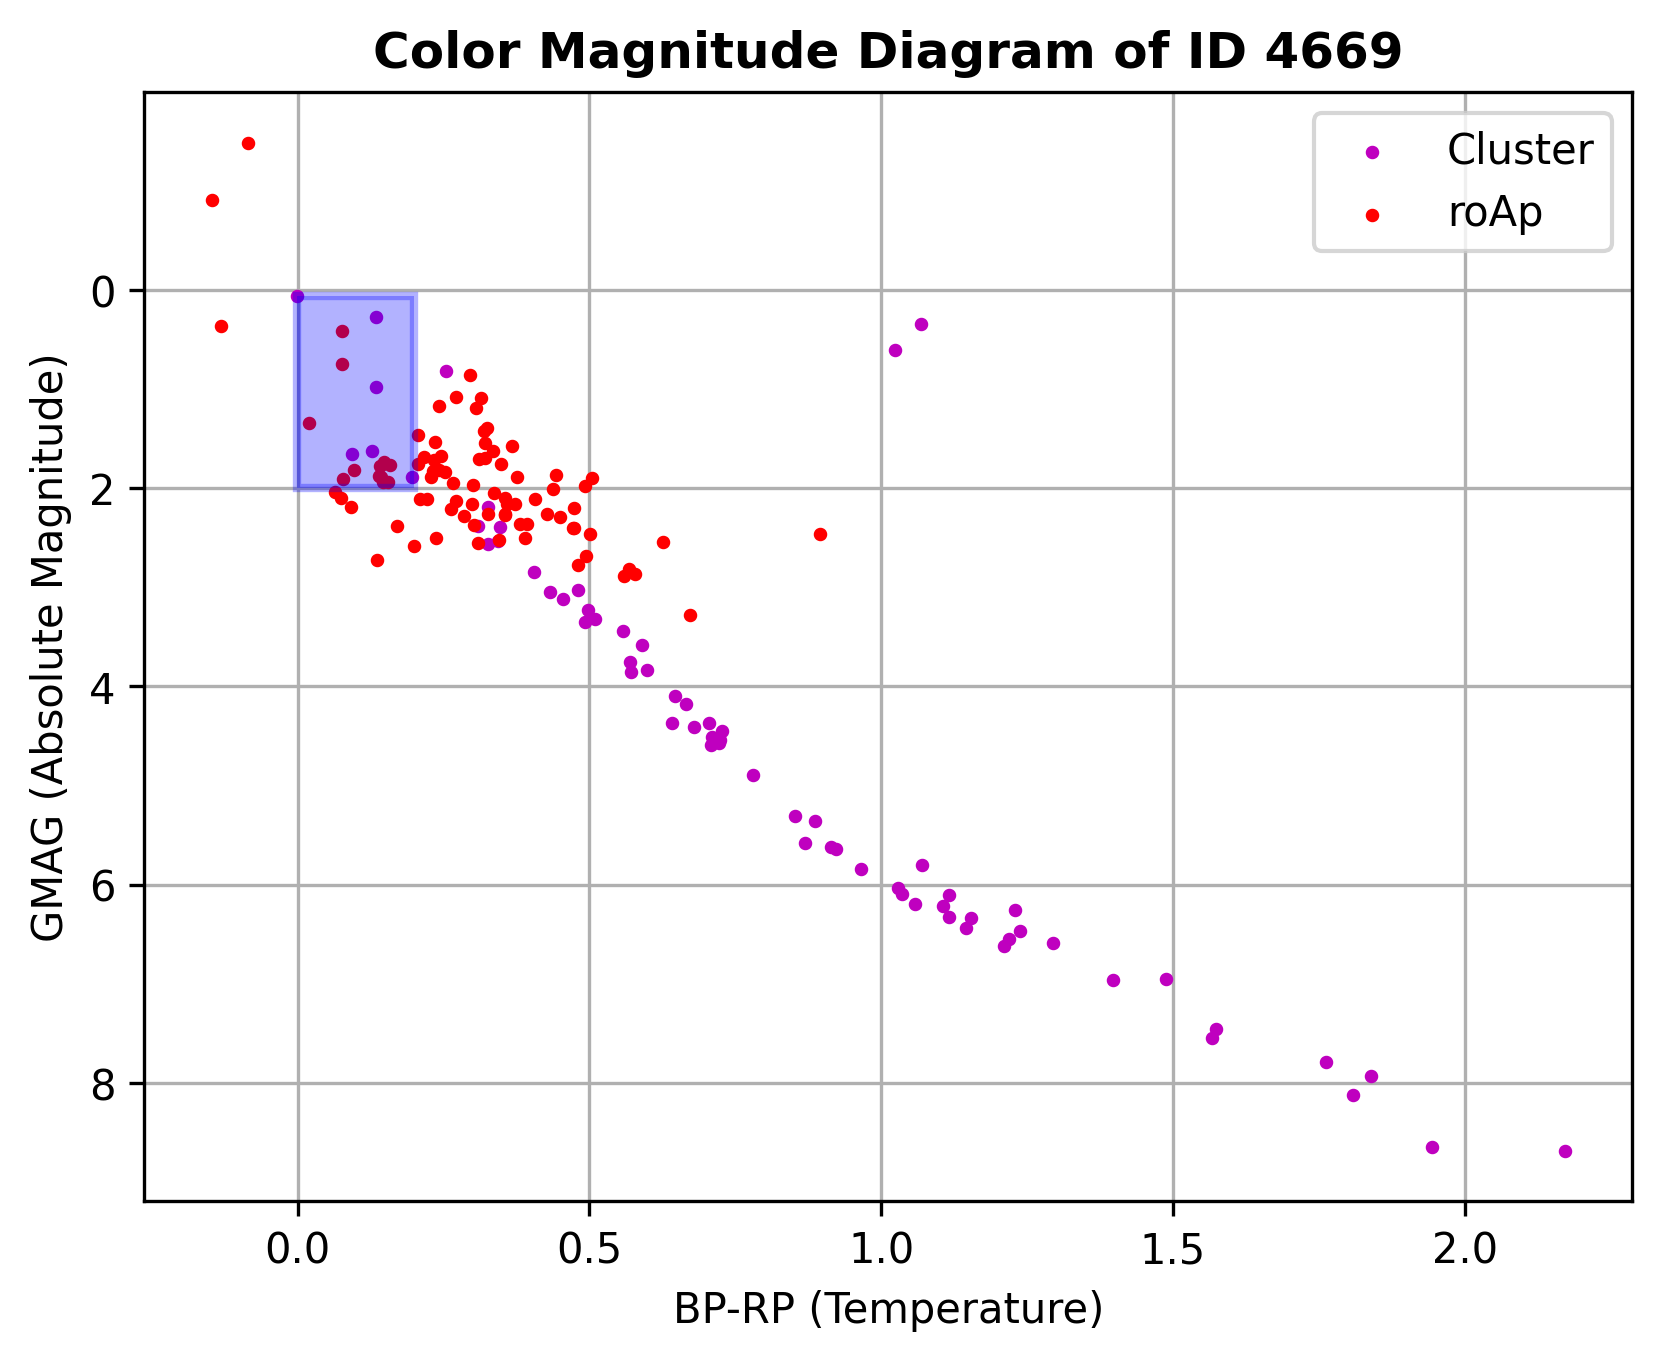 Color Magnitude Diagram of ID 4669
Cluster
roAp
GMAG (Absolute Magnitude)
0
2
4
6
8
0.0 0.5 1.0 1.5 2.0
BP-RP (Temperature)